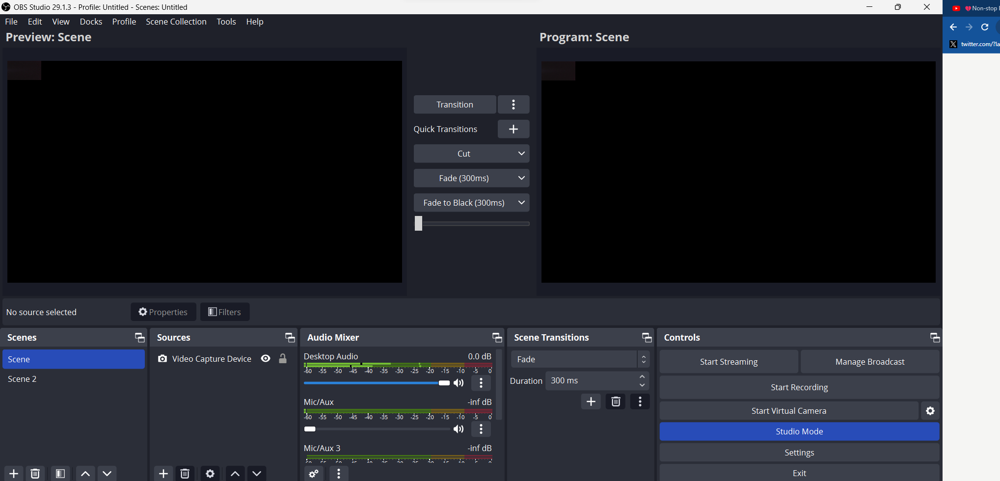 OBS Studio 29.1.3 - Profile: Untitled - Scenes: Untitled
Non-stop
File Edit View Docks Profile Scene Collection Tools Help
Preview: Scene
Program: Scene
twitter.com/?la
Transition
Quick Transitions
Cut
Fade (300ms)
Fade to Black (300ms)
No source selected
Properties
Filters
Scenes
Scene
Scene 2
Sources
Video Capture Device
Audio Mixer
Desktop Audio 0.0 dB
-60 -55 -50 -45 -40 -35 -30 -25 -20 -15 -10 -5 0
Mic/Aux -inf dB
-60 -55 -50 -45 -40 -35 -30 -25 -20 -15 -10 -5 0
Mic/Aux 3 -inf dB
Scene Transitions
Fade
Duration 300 ms
Controls
Start Streaming
Manage Broadcast
Start Recording
Start Virtual Camera
Studio Mode
Settings
Exit